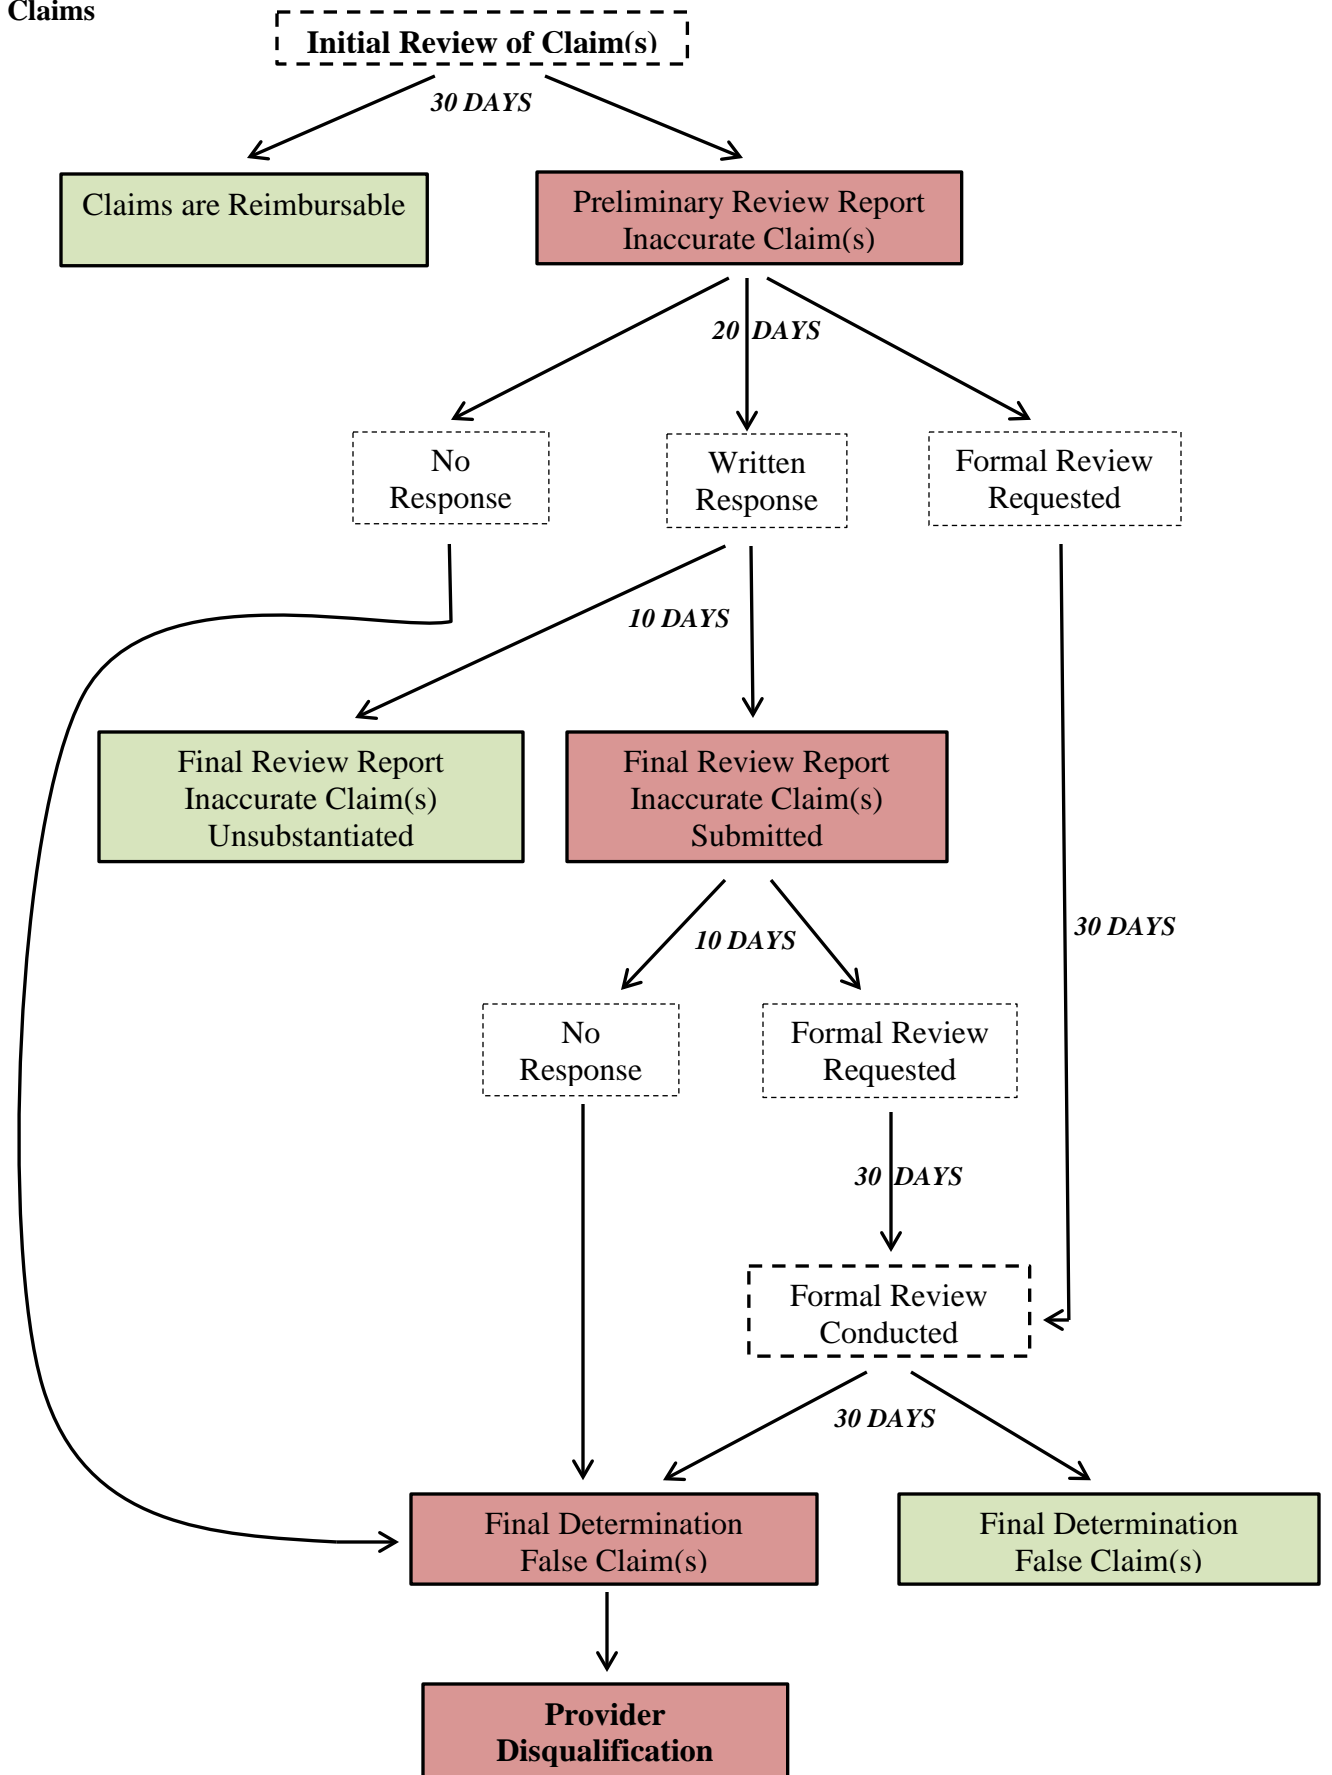 Claims
Initial Review of Claim(s)
30 DAYS
Claims are Reimbursable
Preliminary Review Report
Inaccurate Claim(s)
20 DAYS
No
Response
Written
Response
Formal Review
Requested
10 DAYS
Final Review Report
Inaccurate Claim(s)
Unsubstantiated
Final Review Report
Inaccurate Claim(s)
Submitted
30 DAYS
10 DAYS
No
Response
Formal Review
Requested
30 DAYS
Formal Review
Conducted
30 DAYS
Final Determination
False Claim(s)
Final Determination
False Claim(s)
Provider
Disqualification